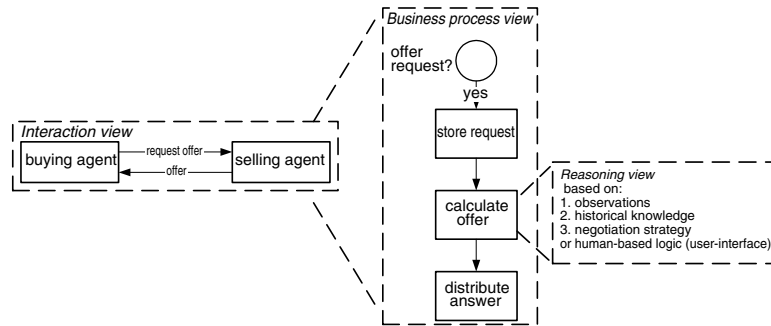 Interaction view
buying agent
request offer
offer
selling agent
Business process view
offer
request?
yes
store request
calculate
offer
distribute
answer
Reasoning view
based on:
1. observations
2. historical knowledge
3. negotiation strategy
or human-based logic (user-interface)